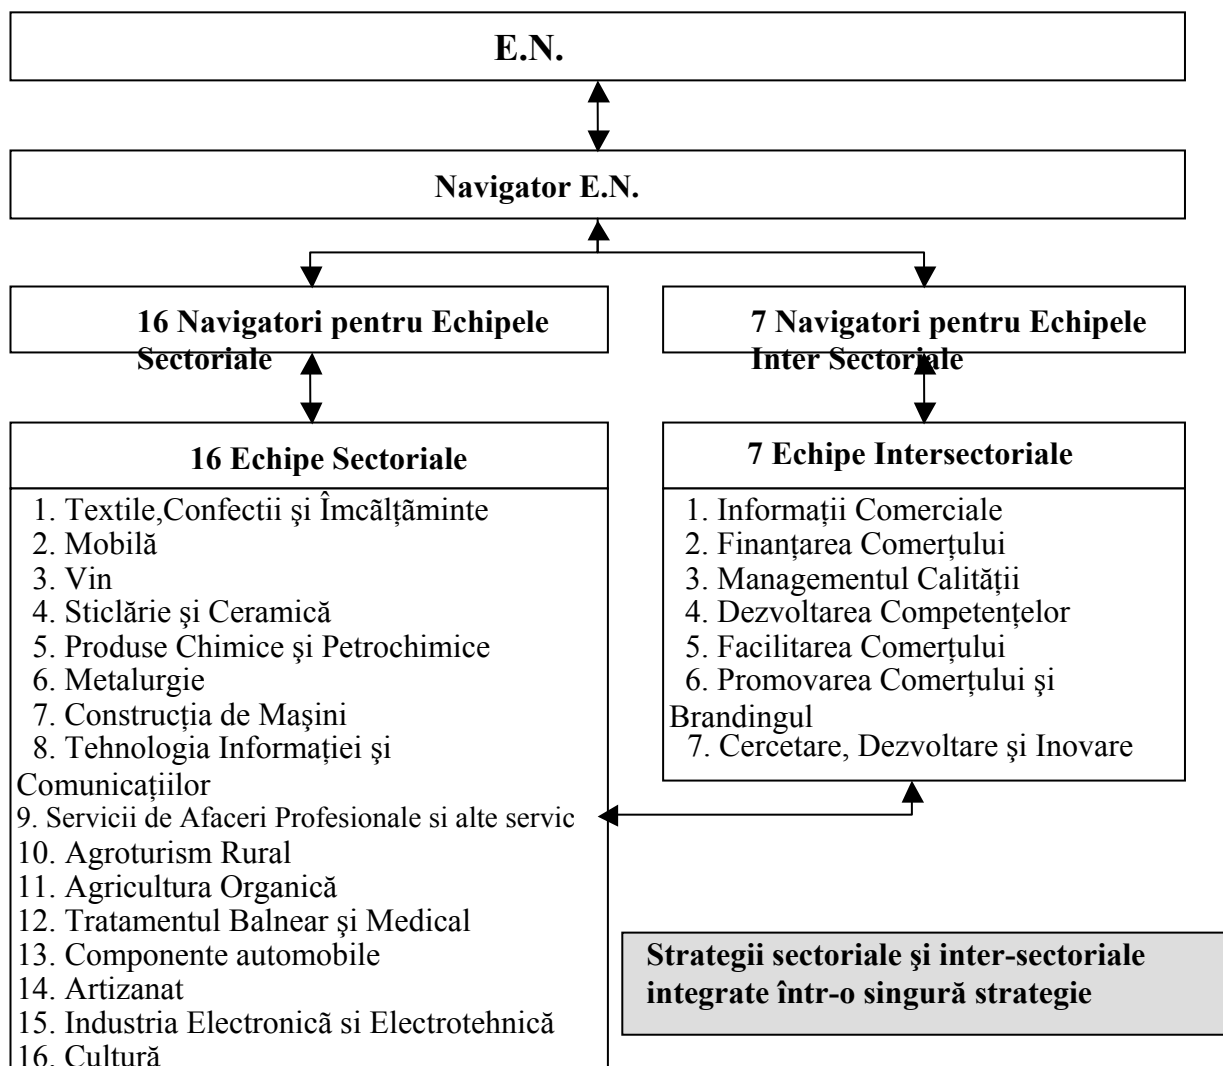 E.N.
Navigator E.N.
16 Navigatori pentru Echipele
Sectoriale
7 Navigatori pentru Echipele
Inter Sectoriale
16 Echipe Sectoriale
1. Textile,Confectii şi Îmcãlţãminte
2. Mobilă
3. Vin
4. Sticlărie şi Ceramică
5. Produse Chimice şi Petrochimice
6. Metalurgie
7. Construcţia de Maşini
8. Tehnologia Informaţiei şi
Comunicaţiilor
9. Servicii de Afaceri Profesionale si alte servic
10. Agroturism Rural
11. Agricultura Organică
12. Tratamentul Balnear şi Medical
13. Componente automobile
14. Artizanat
15. Industria Electronicã si Electrotehnică
16. Cultură
7 Echipe Intersectoriale
1. Informaţii Comerciale
2. Finanţarea Comerţului
3. Managementul Calităţii
4. Dezvoltarea Competenţelor
5. Facilitarea Comerţului
6. Promovarea Comerţului şi
Brandingul
7. Cercetare, Dezvoltare şi Inovare
Strategii sectoriale şi inter-sectoriale
integrate într-o singură strategie